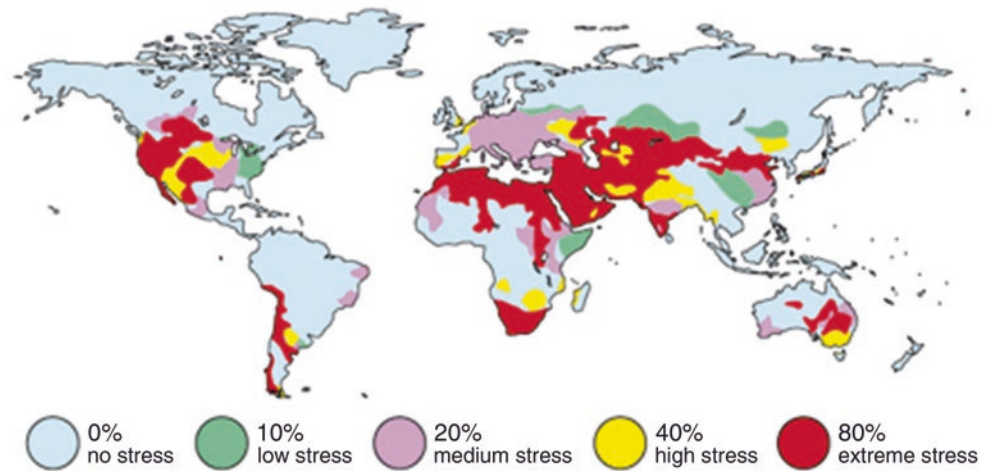 0%
no stress
10%
low stress
20%
medium stress
40%
high stress
80%
extreme stress